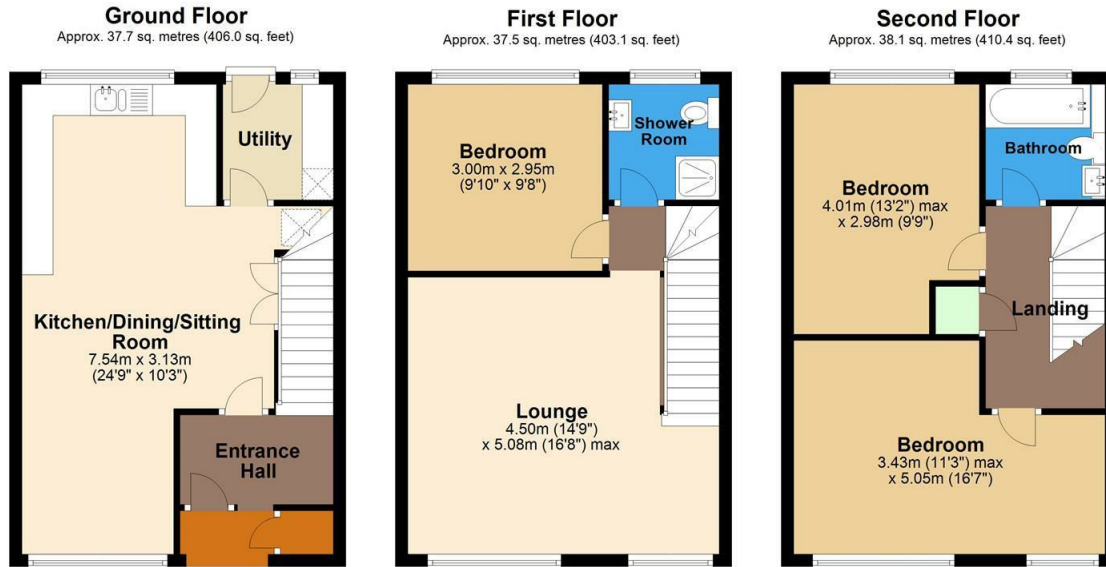 Ground Floor
Approx. 37.7 sq. metres (406.0 sq. feet)
Utility
Kitchen/Dining/Sitting
Room
7.54m x 3.13m
(24'9" x 10'3")
Entrance
Hall
First Floor
Approx. 37.5 sq. metres (403.1 sq. feet)
Bedroom
3.00m x 2.95m
(9'10" x 9'8")
Shower
Room
Lounge
4.50m (14'9")
x 5.08m (16'8") max
Second Floor
Approx. 38.1 sq. metres (410.4 sq. feet)
Bedroom
4.01m (13'2") max
x 2.98m (9'9")
Bathroom
Landing
Bedroom
3.43m (11'3") max
x 5.05m (16'7")